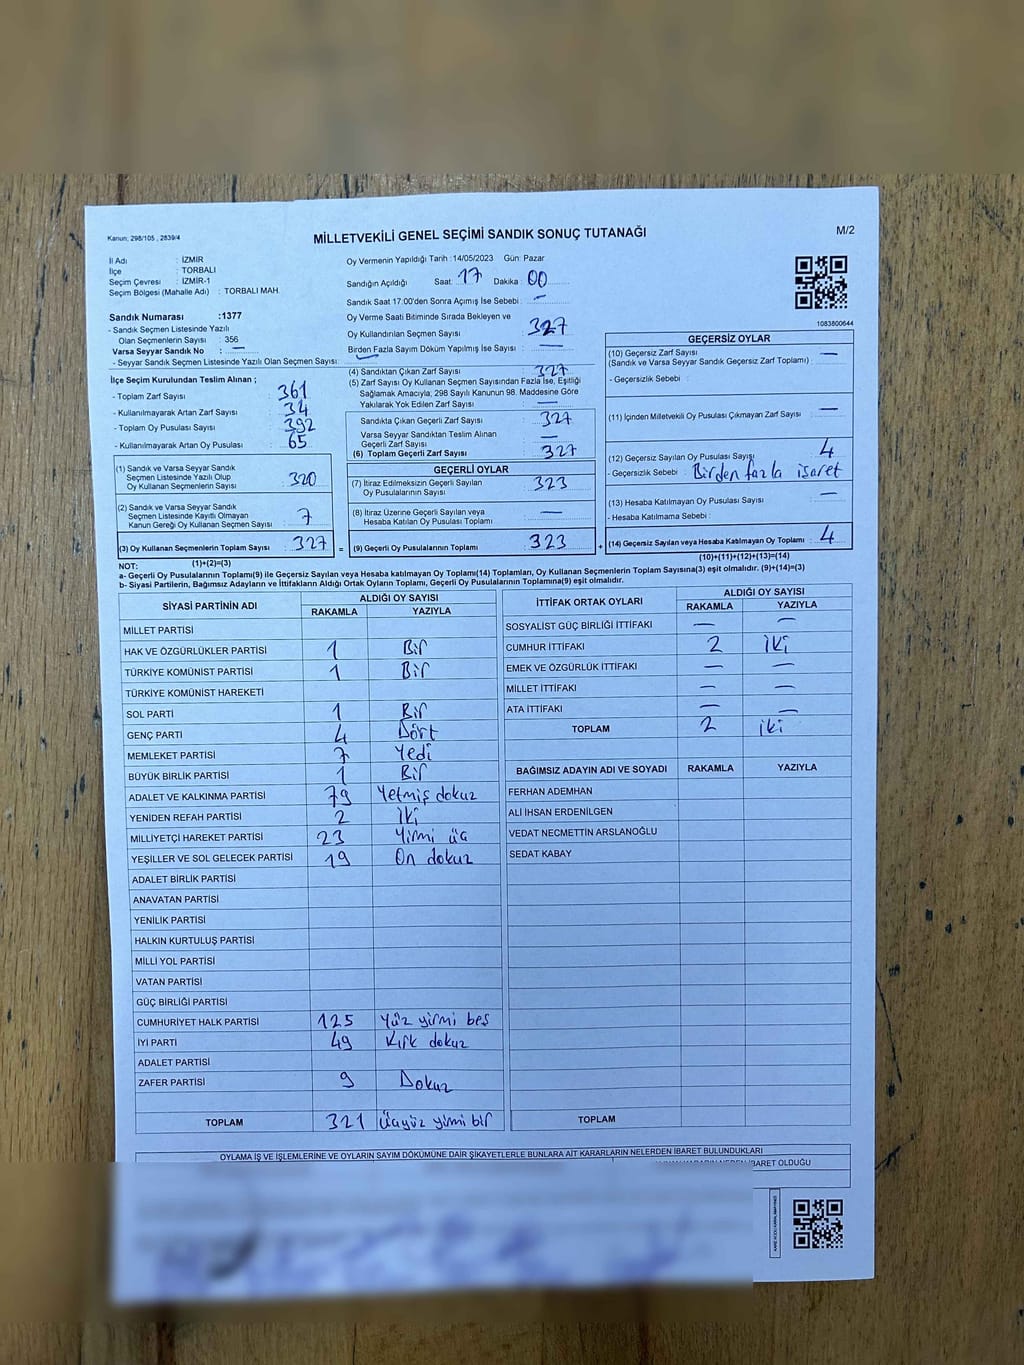 Kanun; 298/105 , 2839/4
MİLLETVEKİLİ GENEL SEÇİMİ SANDIK SONUÇ TUTANAĞI
M/2
İl Adı : İZMİR
İlçe : TORBALI
Seçim Çevresi : İZMİR-1
Seçim Bölgesi (Mahalle Adı) : TORBALI MAH.
Sandık Numarası :1377
- Sandık Seçmen Listesinde Yazılı
Olan Seçmenlerin Sayısı : 356
Varsa Seyyar Sandık No : —
- Seyyar Sandık Seçmen Listesinde Yazılı Olan Seçmen Sayısı:
Oy Vermenin Yapıldığı Tarih :14/05/2023 Gün: Pazar
Sandığın Açıldığı Saat: 17 Dakika : 00
Sandık Saat 17:00'den Sonra Açımış İse Sebebi : —
Oy Verme Saati Bitiminde Sırada Bekleyen ve
Oy Kullandırılan Seçmen Sayısı : 327
Birden Fazla Sayım Döküm Yapılmış İse Sayısı : —
1083800644
İlçe Seçim Kurulundan Teslim Alınan ;
- Toplam Zarf Sayısı : 361
- Kullanılmayarak Artan Zarf Sayısı : 34
- Toplam Oy Pusulası Sayısı : 392
- Kullanılmayarak Artan Oy Pusulası : 65
(1) Sandık ve Varsa Seyyar Sandık
Seçmen Listesinde Yazılı Olup
Oy Kullanan Seçmenlerin Sayısı : 320
(2) Sandık ve Varsa Seyyar Sandık
Seçmen Listesinde Kayıtlı Olmayan
Kanun Gereği Oy Kullanan Seçmen Sayısı : 7
(3) Oy Kullanan Seçmenlerin Toplam Sayısı : 327 =
(1)+(2)=(3)
(4) Sandıktan Çıkan Zarf Sayısı : 327
(5) Zarf Sayısı Oy Kullanan Seçmen Sayısından Fazla İse, Eşitliği
Sağlamak Amacıyla; 298 Sayılı Kanunun 98. Maddesine Göre
Yakılarak Yok Edilen Zarf Sayısı : —
Sandıkta Çıkan Geçerli Zarf Sayısı : 327
Varsa Seyyar Sandıktan Teslim Alınan
Geçerli Zarf Sayısı : —
(6) Toplam Geçerli Zarf Sayısı : 327
GEÇERLİ OYLAR
(7) İtiraz Edilmeksizin Geçerli Sayılan
Oy Pusulalarının Sayısı : 323
(8) İtiraz Üzerine Geçerli Sayılan veya
Hesaba Katılan Oy Pusulası Toplamı : —
(9) Geçerli Oy Pusulalarının Toplamı : 323 +
GEÇERSİZ OYLAR
(10) Geçersiz Zarf Sayısı : —
(Sandık ve Varsa Seyyar Sandık Geçersiz Zarf Toplamı)
- Geçersizlik Sebebi :
(11) İçinden Milletvekili Oy Pusulası Çıkmayan Zarf Sayısı : —
(12) Geçersiz Sayılan Oy Pusulası Sayısı : 4
- Geçersizlik Sebebi : Birden fazla işaret
(13) Hesaba Katılmayan Oy Pusulası Sayısı : —
- Hesaba Katılmama Sebebi :
(14) Geçersiz Sayılan veya Hesaba Katılmayan Oy Toplamı : 4
(10)+(11)+(12)+(13)=(14)
NOT:
a- Geçerli Oy Pusulalarının Toplamı(9) ile Geçersiz Sayılan veya Hesaba katılmayan Oy Toplamı(14) Toplamları, Oy Kullanan Seçmenlerin Toplam Sayısına(3) eşit olmalıdır. (9)+(14)=(3)
b- Siyasi Partilerin, Bağımsız Adayların ve İttifakların Aldığı Ortak Oyların Toplamı, Geçerli Oy Pusulalarının Toplamına(9) eşit olmalıdır.
SİYASİ PARTİNİN ADI ALDIĞI OY SAYISI
RAKAMLA YAZIYLA
MİLLET PARTİSİ
HAK VE ÖZGÜRLÜKLER PARTİSİ 1 Bir
TÜRKİYE KOMÜNİST PARTİSİ 1 Bir
TÜRKİYE KOMÜNİST HAREKETİ
SOL PARTİ 1 Bir
GENÇ PARTİ 4 Dört
MEMLEKET PARTİSİ 7 Yedi
BÜYÜK BİRLİK PARTİSİ 1 Bir
ADALET VE KALKINMA PARTİSİ 79 Yetmiş dokuz
YENİDEN REFAH PARTİSİ 2 İki
MİLLİYETÇİ HAREKET PARTİSİ 23 Yirmi üç
YEŞİLLER VE SOL GELECEK PARTİSİ 19 On dokuz
ADALET BİRLİK PARTİSİ
ANAVATAN PARTİSİ
YENİLİK PARTİSİ
HALKIN KURTULUŞ PARTİSİ
MİLLİ YOL PARTİSİ
VATAN PARTİSİ
GÜÇ BİRLİĞİ PARTİSİ
CUMHURİYET HALK PARTİSİ 125 Yüz yirmi beş
İYİ PARTİ 49 Kırk dokuz
ADALET PARTİSİ
ZAFER PARTİSİ 9 Dokuz
TOPLAM 321 Üçyüz yimi bir
İTTİFAK ORTAK OYLARI ALDIĞI OY SAYISI
RAKAMLA YAZIYLA
SOSYALİST GÜÇ BİRLİĞİ İTTİFAKI — —
CUMHUR İTTİFAKI 2 iki
EMEK VE ÖZGÜRLÜK İTTİFAKI — —
MİLLET İTTİFAKI — —
ATA İTTİFAKI — —
TOPLAM 2 iki
BAĞIMSIZ ADAYIN ADI VE SOYADI RAKAMLA YAZIYLA
FERHAN ADEMHAN
ALİ İHSAN ERDENİLGEN
VEDAT NECMETTİN ARSLANOĞLU
SEDAT KABAY
TOPLAM
OYLAMA İŞ VE İŞLEMLERİNE VE OYLARIN SAYIM DÖKÜMÜNE DAİR ŞİKAYETLERLE BUNLARA AİT KARARLARIN NELERDEN İBARET BULUNDUKLARI
İBARET OLDUĞU